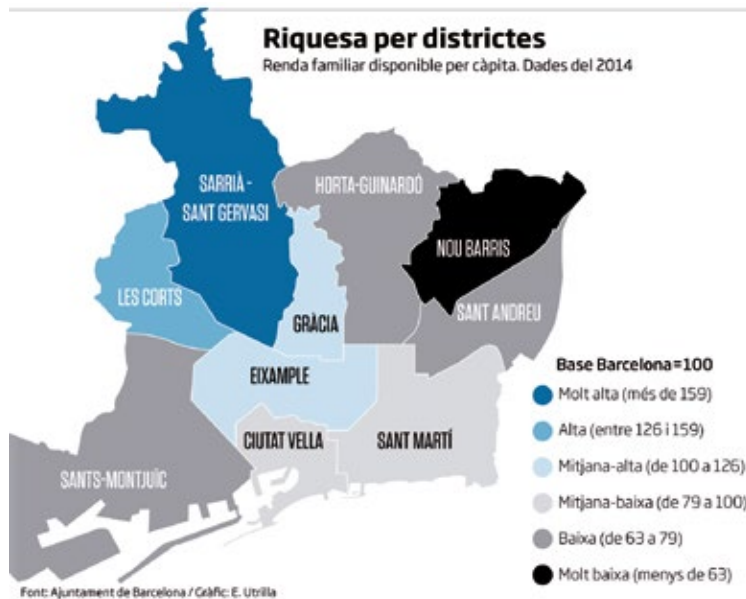 Riquesa per districtes
Renda familiar disponible per càpita. Dades del 2014
SARRIÀ -
SANT GERVASI
HORTA-GUINARDÓ
NOU BARRIS
LES CORTS
GRÀCIA
SANT ANDREU
EIXAMPLE
CIUTAT VELLA
SANT MARTÍ
SANTS-MONTJUÏC
Base Barcelona=100
Molt alta (més de 159)
Alta (entre 126 i 159)
Mitjana-alta (de 100 a 126)
Mitjana-baixa (de 79 a 100)
Baixa (de 63 a 79)
Molt baixa (menys de 63)
Font: Ajuntament de Barcelona / Gràfic: E. Utrilla